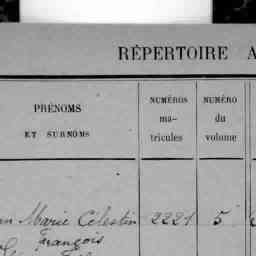 RÉPERTOIRE A
PRÉNOMS
ET SURNOMS
NUMÉROS
ma-
tricules
NUMÉRO
du
volume
Marie Célestin 2221 5
François